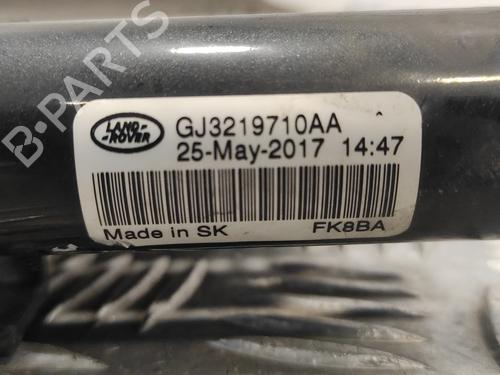 B-PARTS
LAND-
-ROVER
GJ3219710AA
25-May-2017 14:47
Made in SK FK8BA